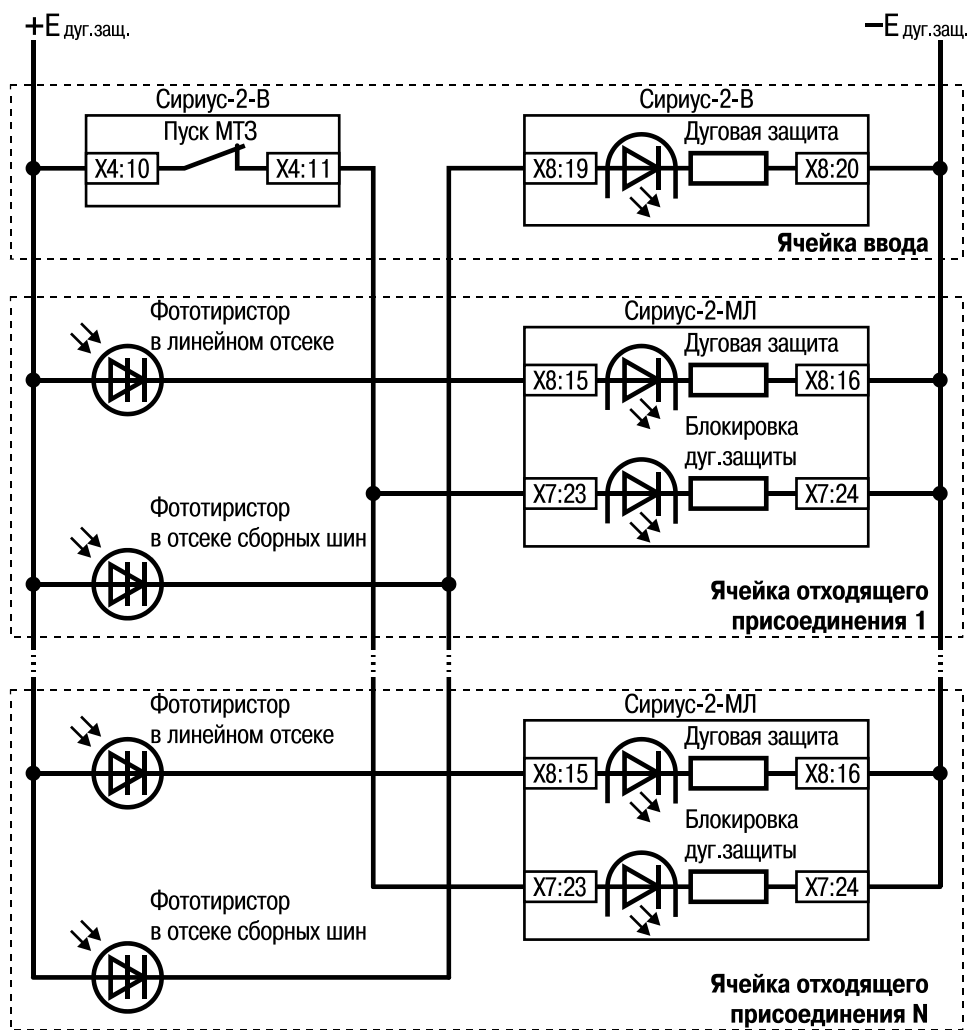 +E дуг.защ.
−E дуг.защ.
Сириус-2-В
Пуск МТЗ
X4:10
X4:11
Сириус-2-В
Дуговая защита
X8:19
X8:20
Ячейка ввода
Фототиристор
в линейном отсеке
Сириус-2-МЛ
Дуговая защита
X8:15
X8:16
Блокировка
дуг.защиты
X7:23
X7:24
Фототиристор
в отсеке сборных шин
Ячейка отходящего
присоединения 1
Фототиристор
в линейном отсеке
Сириус-2-МЛ
Дуговая защита
X8:15
X8:16
Блокировка
дуг.защиты
X7:23
X7:24
Фототиристор
в отсеке сборных шин
Ячейка отходящего
присоединения N